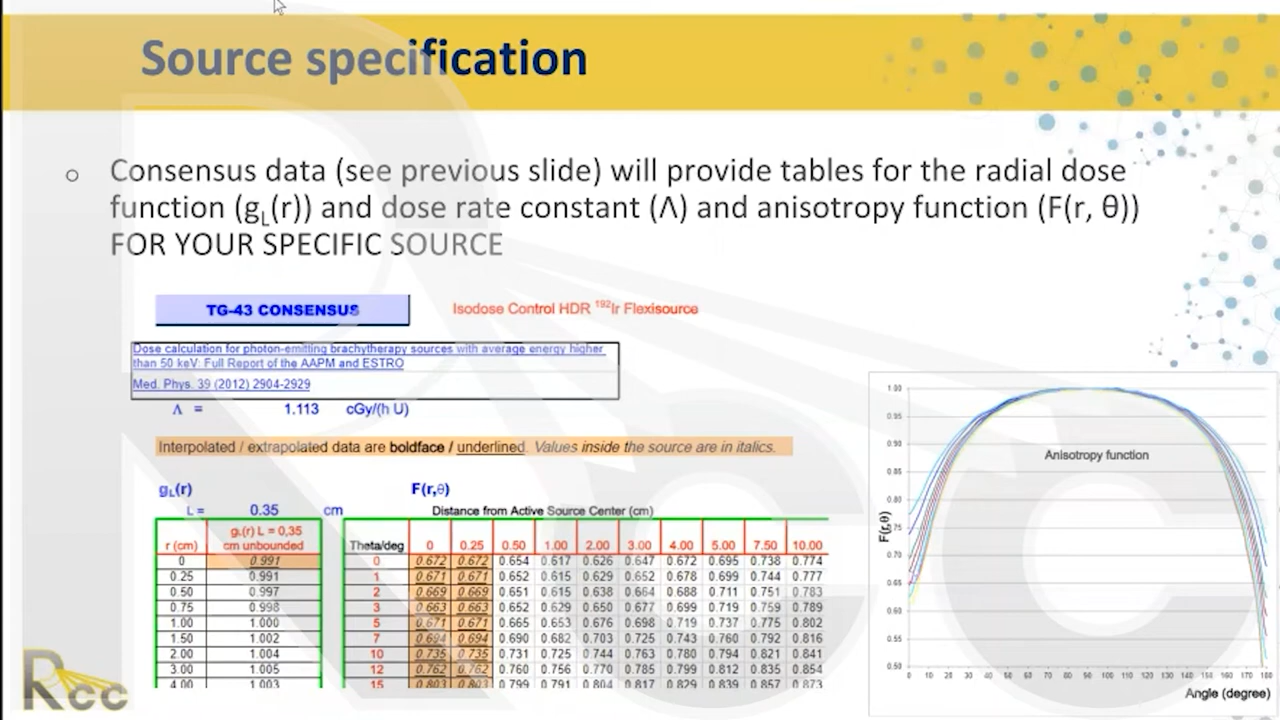 Source specification
○ Consensus data (see previous slide) will provide tables for the radial dose
function (gL(r)) and dose rate constant (Λ) and anisotropy function (F(r, θ))
FOR YOUR SPECIFIC SOURCE
TG-43 CONSENSUS
Isodose Control HDR 192Ir Flexisource
Dose calculation for photon-emitting brachytherapy sources with average energy higher
than 50 keV: Full Report of the AAPM and ESTRO
Med. Phys. 39 (2012) 2904-2929
Λ = 1.113 cGy/(h U)
Interpolated / extrapolated data are boldface / underlined. Values inside the source are in italics.
gL(r) F(r,θ)
L = 0.35 cm Distance from Active Source Center (cm)
r (cm) gL(r) L = 0,35
cm unbounded
Theta/deg 0 0.25 0.50 1.00 2.00 3.00 4.00 5.00 7.50 10.00
0 0.991 0 0.672 0.672 0.654 0.617 0.626 0.647 0.672 0.695 0.738 0.774
0.25 0.991 1 0.671 0.671 0.652 0.615 0.629 0.652 0.678 0.699 0.744 0.777
0.50 0.997 2 0.669 0.669 0.651 0.615 0.638 0.664 0.688 0.711 0.751 0.783
0.75 0.998 3 0.663 0.663 0.652 0.629 0.650 0.677 0.699 0.719 0.759 0.789
1.00 1.000 5 0.671 0.671 0.665 0.653 0.676 0.698 0.719 0.737 0.775 0.802
1.50 1.002 7 0.694 0.694 0.690 0.682 0.703 0.725 0.743 0.760 0.792 0.816
2.00 1.004 10 0.735 0.735 0.731 0.725 0.744 0.763 0.780 0.794 0.821 0.841
3.00 1.005 12 0.762 0.762 0.760 0.756 0.770 0.785 0.799 0.812 0.835 0.854
4.00 1.003 15 0.803 0.803 0.799 0.791 0.804 0.817 0.829 0.839 0.857 0.873
Anisotropy function
F(r,θ)
1.00
0.95
0.90
0.85
0.80
0.75
0.70
0.65
0.60
0.55
0.50
0 10 20 30 40 50 60 70 80 90 100 110 120 130 140 150 160 170 180
Angle (degree)
Rcc